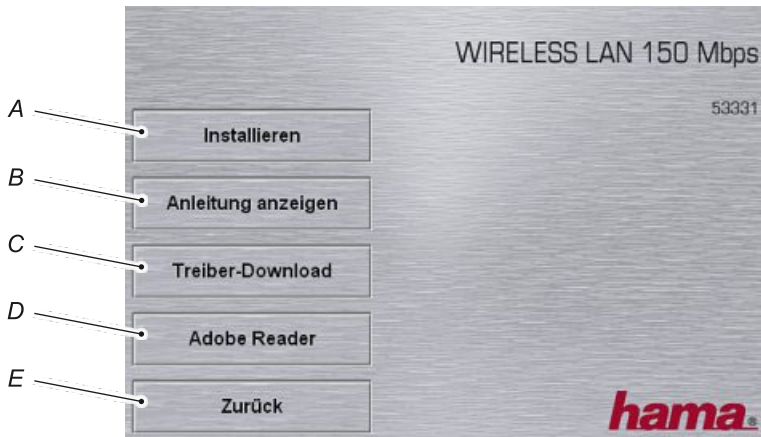 WIRELESS LAN 150 Mbps
53331
A
Installieren
B
Anleitung anzeigen
C
Treiber-Download
D
Adobe Reader
E
Zurück
hama®